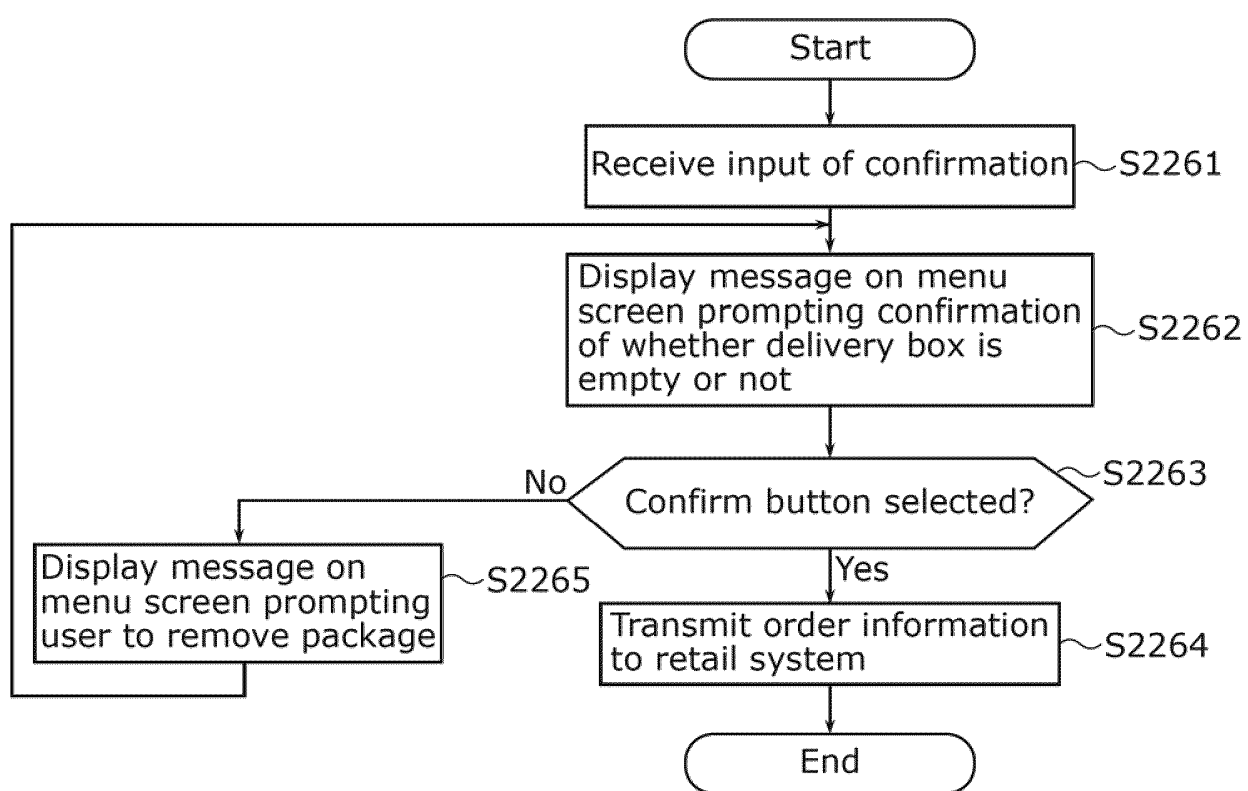 Start
Receive input of confirmation
S2261
Display message on menu
screen prompting confirmation
of whether delivery box is
empty or not
S2262
Confirm button selected?
S2263
No
Yes
Display message on
menu screen prompting
user to remove package
S2265
Transmit order information
to retail system
S2264
End